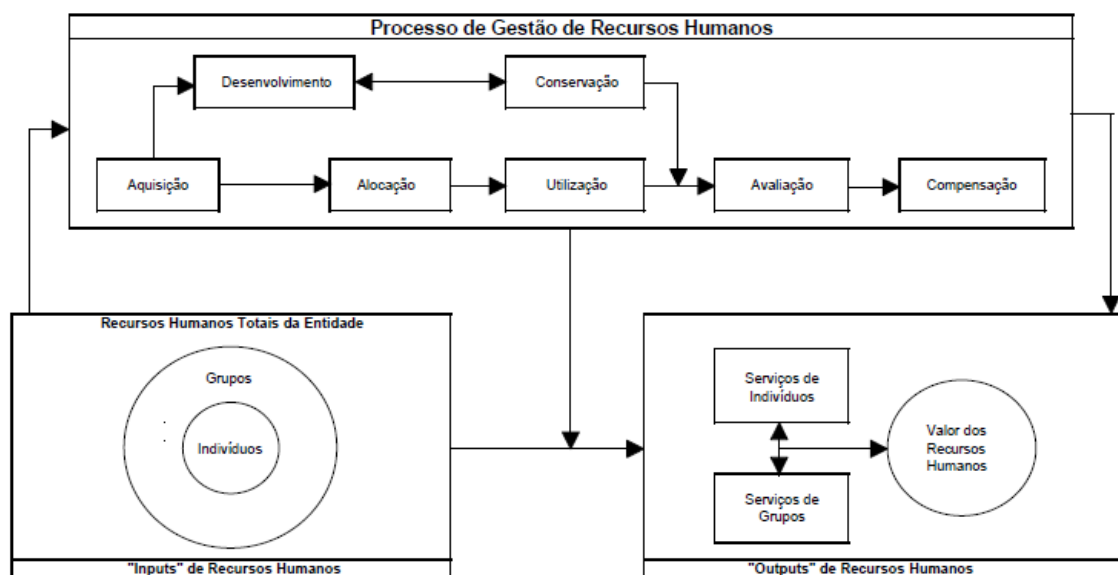 Processo de Gestão de Recursos Humanos
Desenvolvimento
Conservação
Aquisição
Alocação
Utilização
Avaliação
Compensação
Recursos Humanos Totais da Entidade
Grupos
Indivíduos
"Inputs" de Recursos Humanos
Serviços de
Indivíduos
Valor dos
Recursos
Humanos
Serviços de
Grupos
"Outputs" de Recursos Humanos